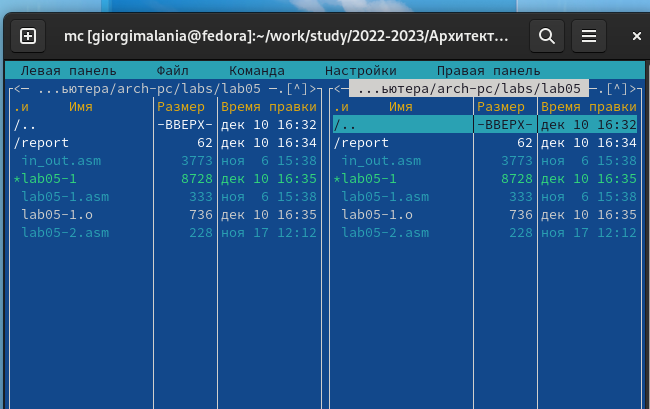 mc [giorgimalania@fedora]:~/work/study/2022-2023/Архитект...
Левая панель Файл Команда Настройки Правая панель
<─ ...ьютера/arch-pc/labs/lab05 ─.[^]> <─ ...ьютера/arch-pc/labs/lab05 ─.[^]>
.и Имя Размер Время правки .и Имя Размер Время правки
/.. -ВВЕРХ- дек 10 16:32 /.. -ВВЕРХ- дек 10 16:32
/report 62 дек 10 16:34 /report 62 дек 10 16:34
in_out.asm 3773 ноя 6 15:38 in_out.asm 3773 ноя 6 15:38
*lab05-1 8728 дек 10 16:35 *lab05-1 8728 дек 10 16:35
lab05-1.asm 333 ноя 6 15:38 lab05-1.asm 333 ноя 6 15:38
lab05-1.o 736 дек 10 16:35 lab05-1.o 736 дек 10 16:35
lab05-2.asm 228 ноя 17 12:12 lab05-2.asm 228 ноя 17 12:12